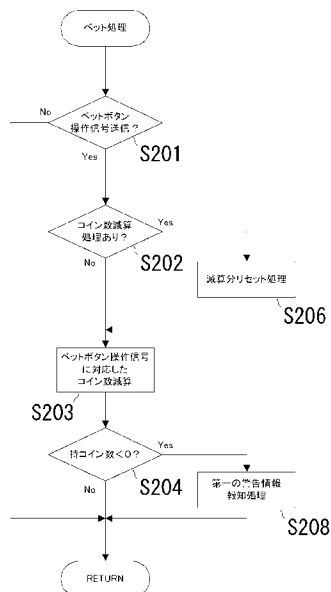 ベット処理
No
ベットボタン
操作信号送信？
S201
Yes
コイン数減算
処理あり？
Yes
S202
No
減算分リセット処理
S206
ベットボタン操作信号
に対応した
コイン数減算
S203
持コイン数＜０？
Yes
S204
No
第一の警告情報
報知処理
S208
RETURN